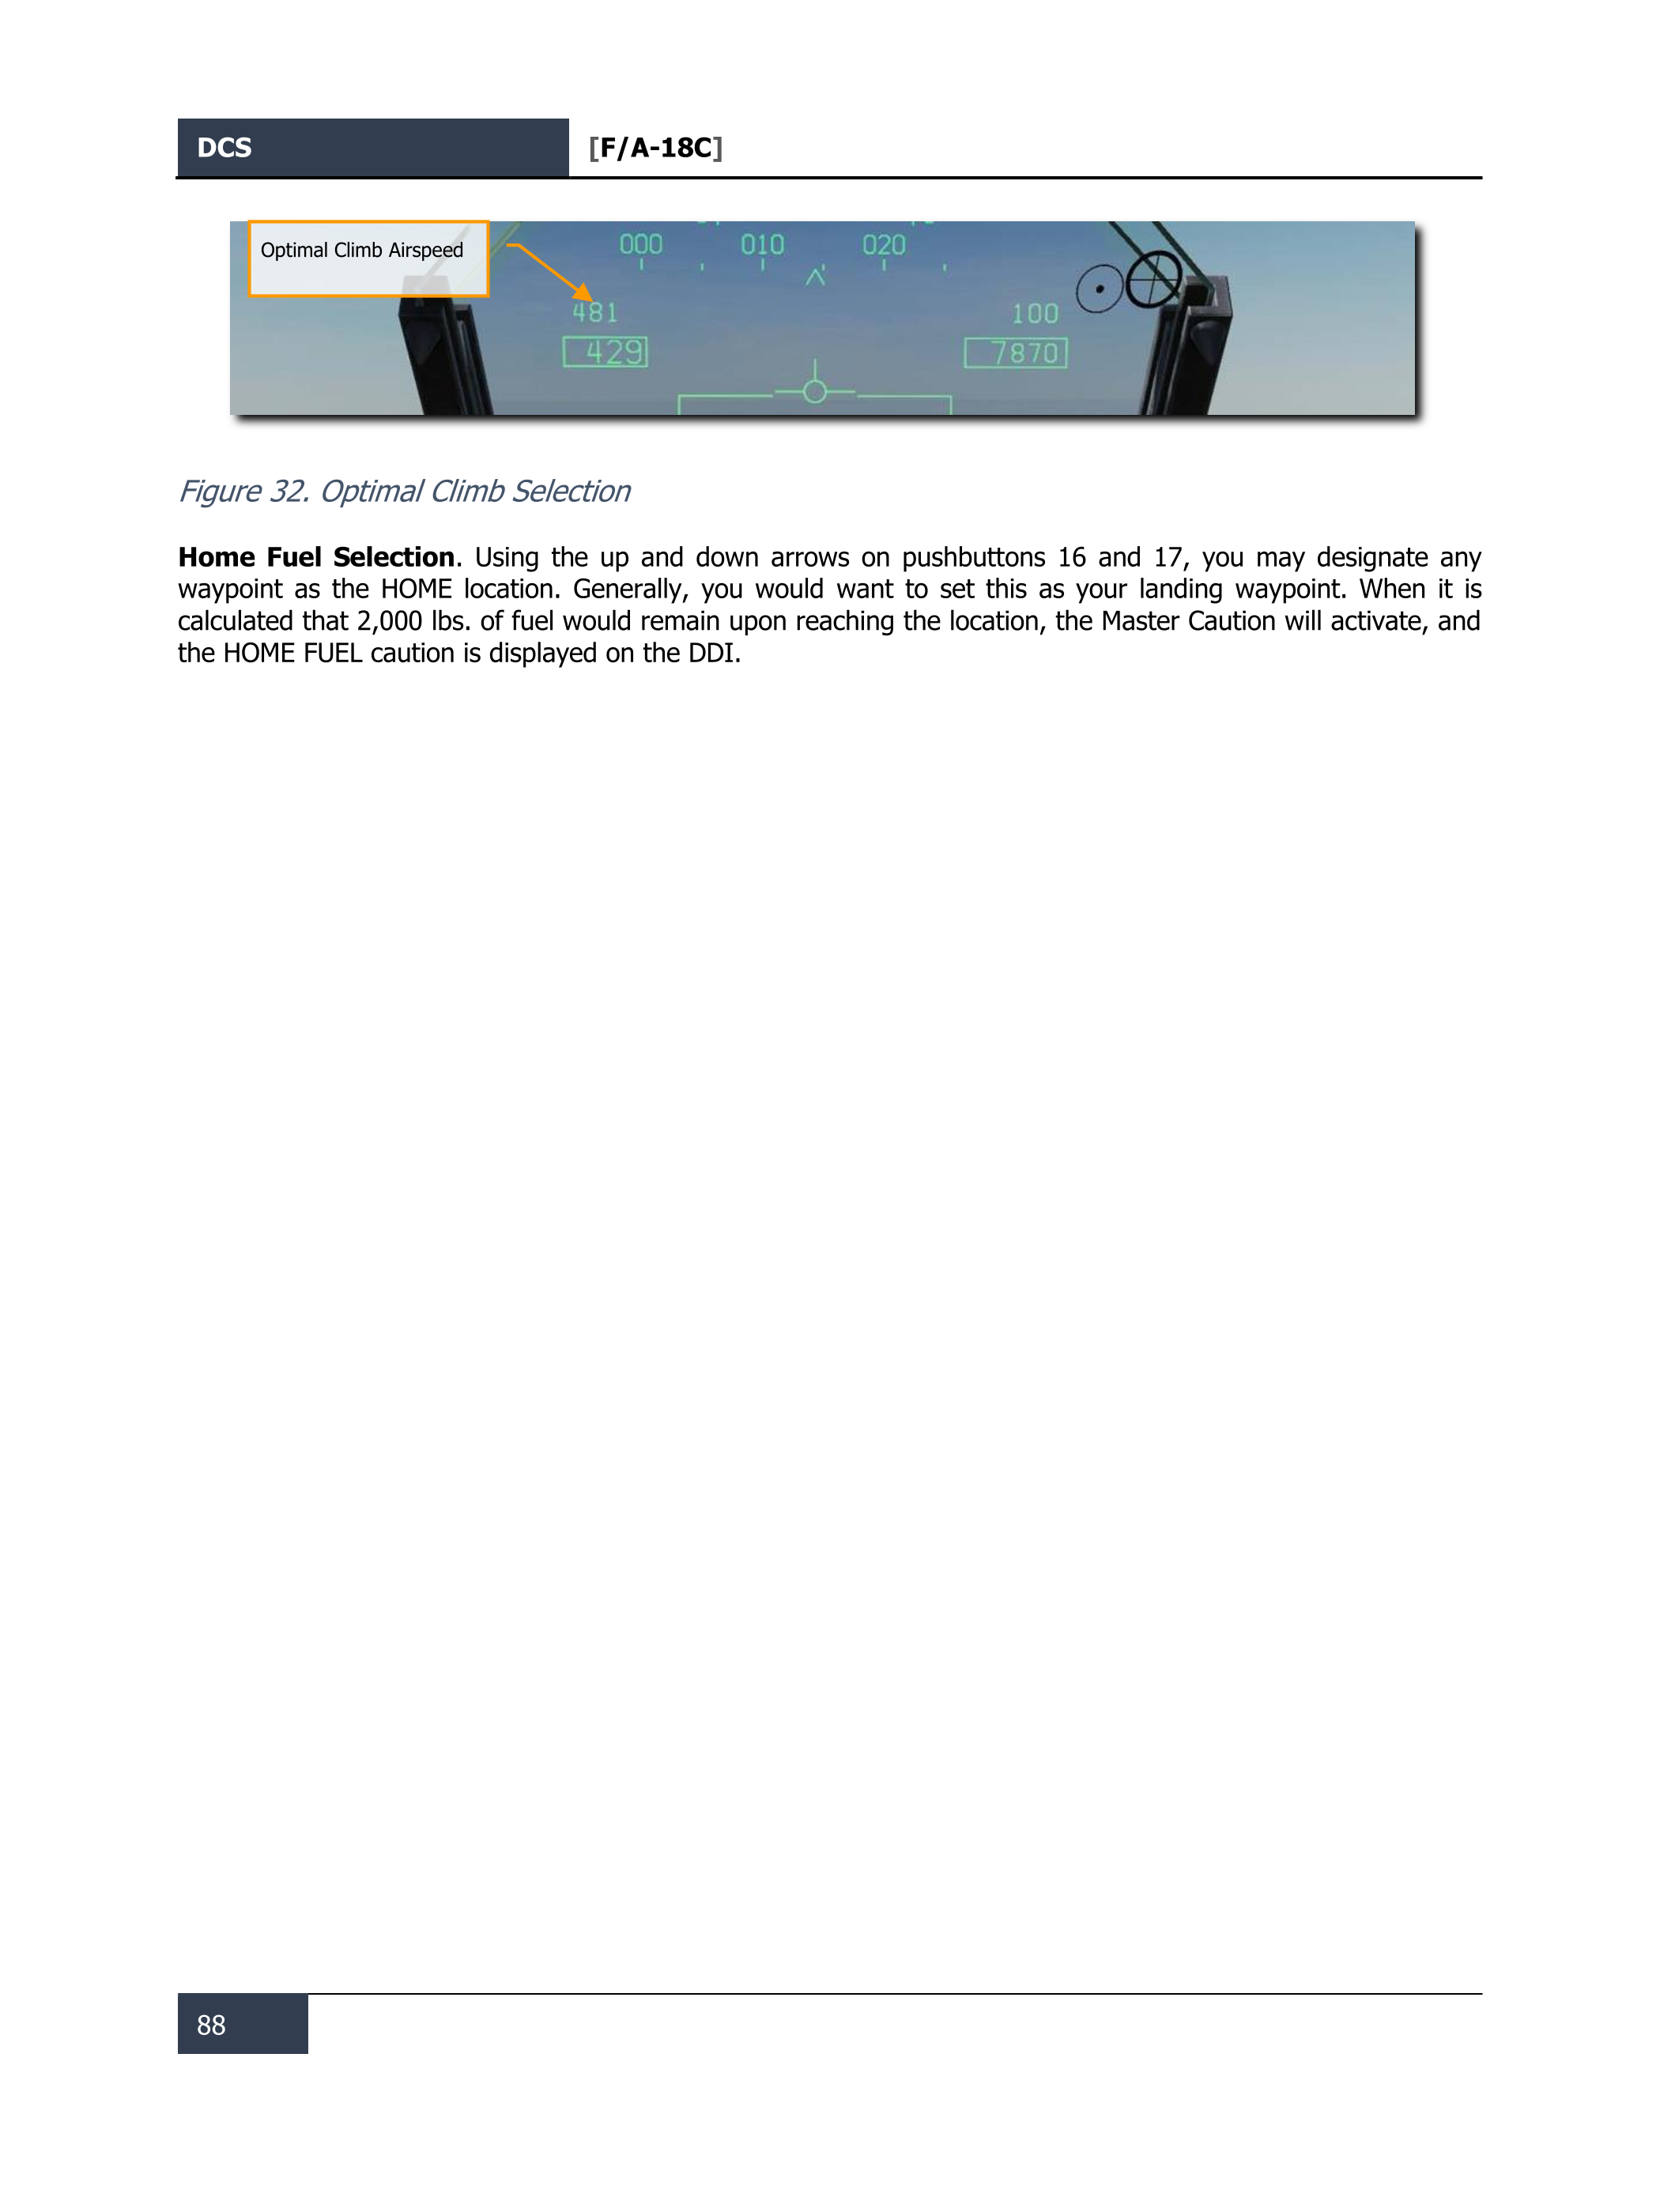 DCS [F/A-18C]
Optimal Climb Airspeed
000 010 020
481 100
429 7870
Figure 32. Optimal Climb Selection
Home Fuel Selection. Using the up and down arrows on pushbuttons 16 and 17, you may designate any
waypoint as the HOME location. Generally, you would want to set this as your landing waypoint. When it is
calculated that 2,000 lbs. of fuel would remain upon reaching the location, the Master Caution will activate, and
the HOME FUEL caution is displayed on the DDI.
88